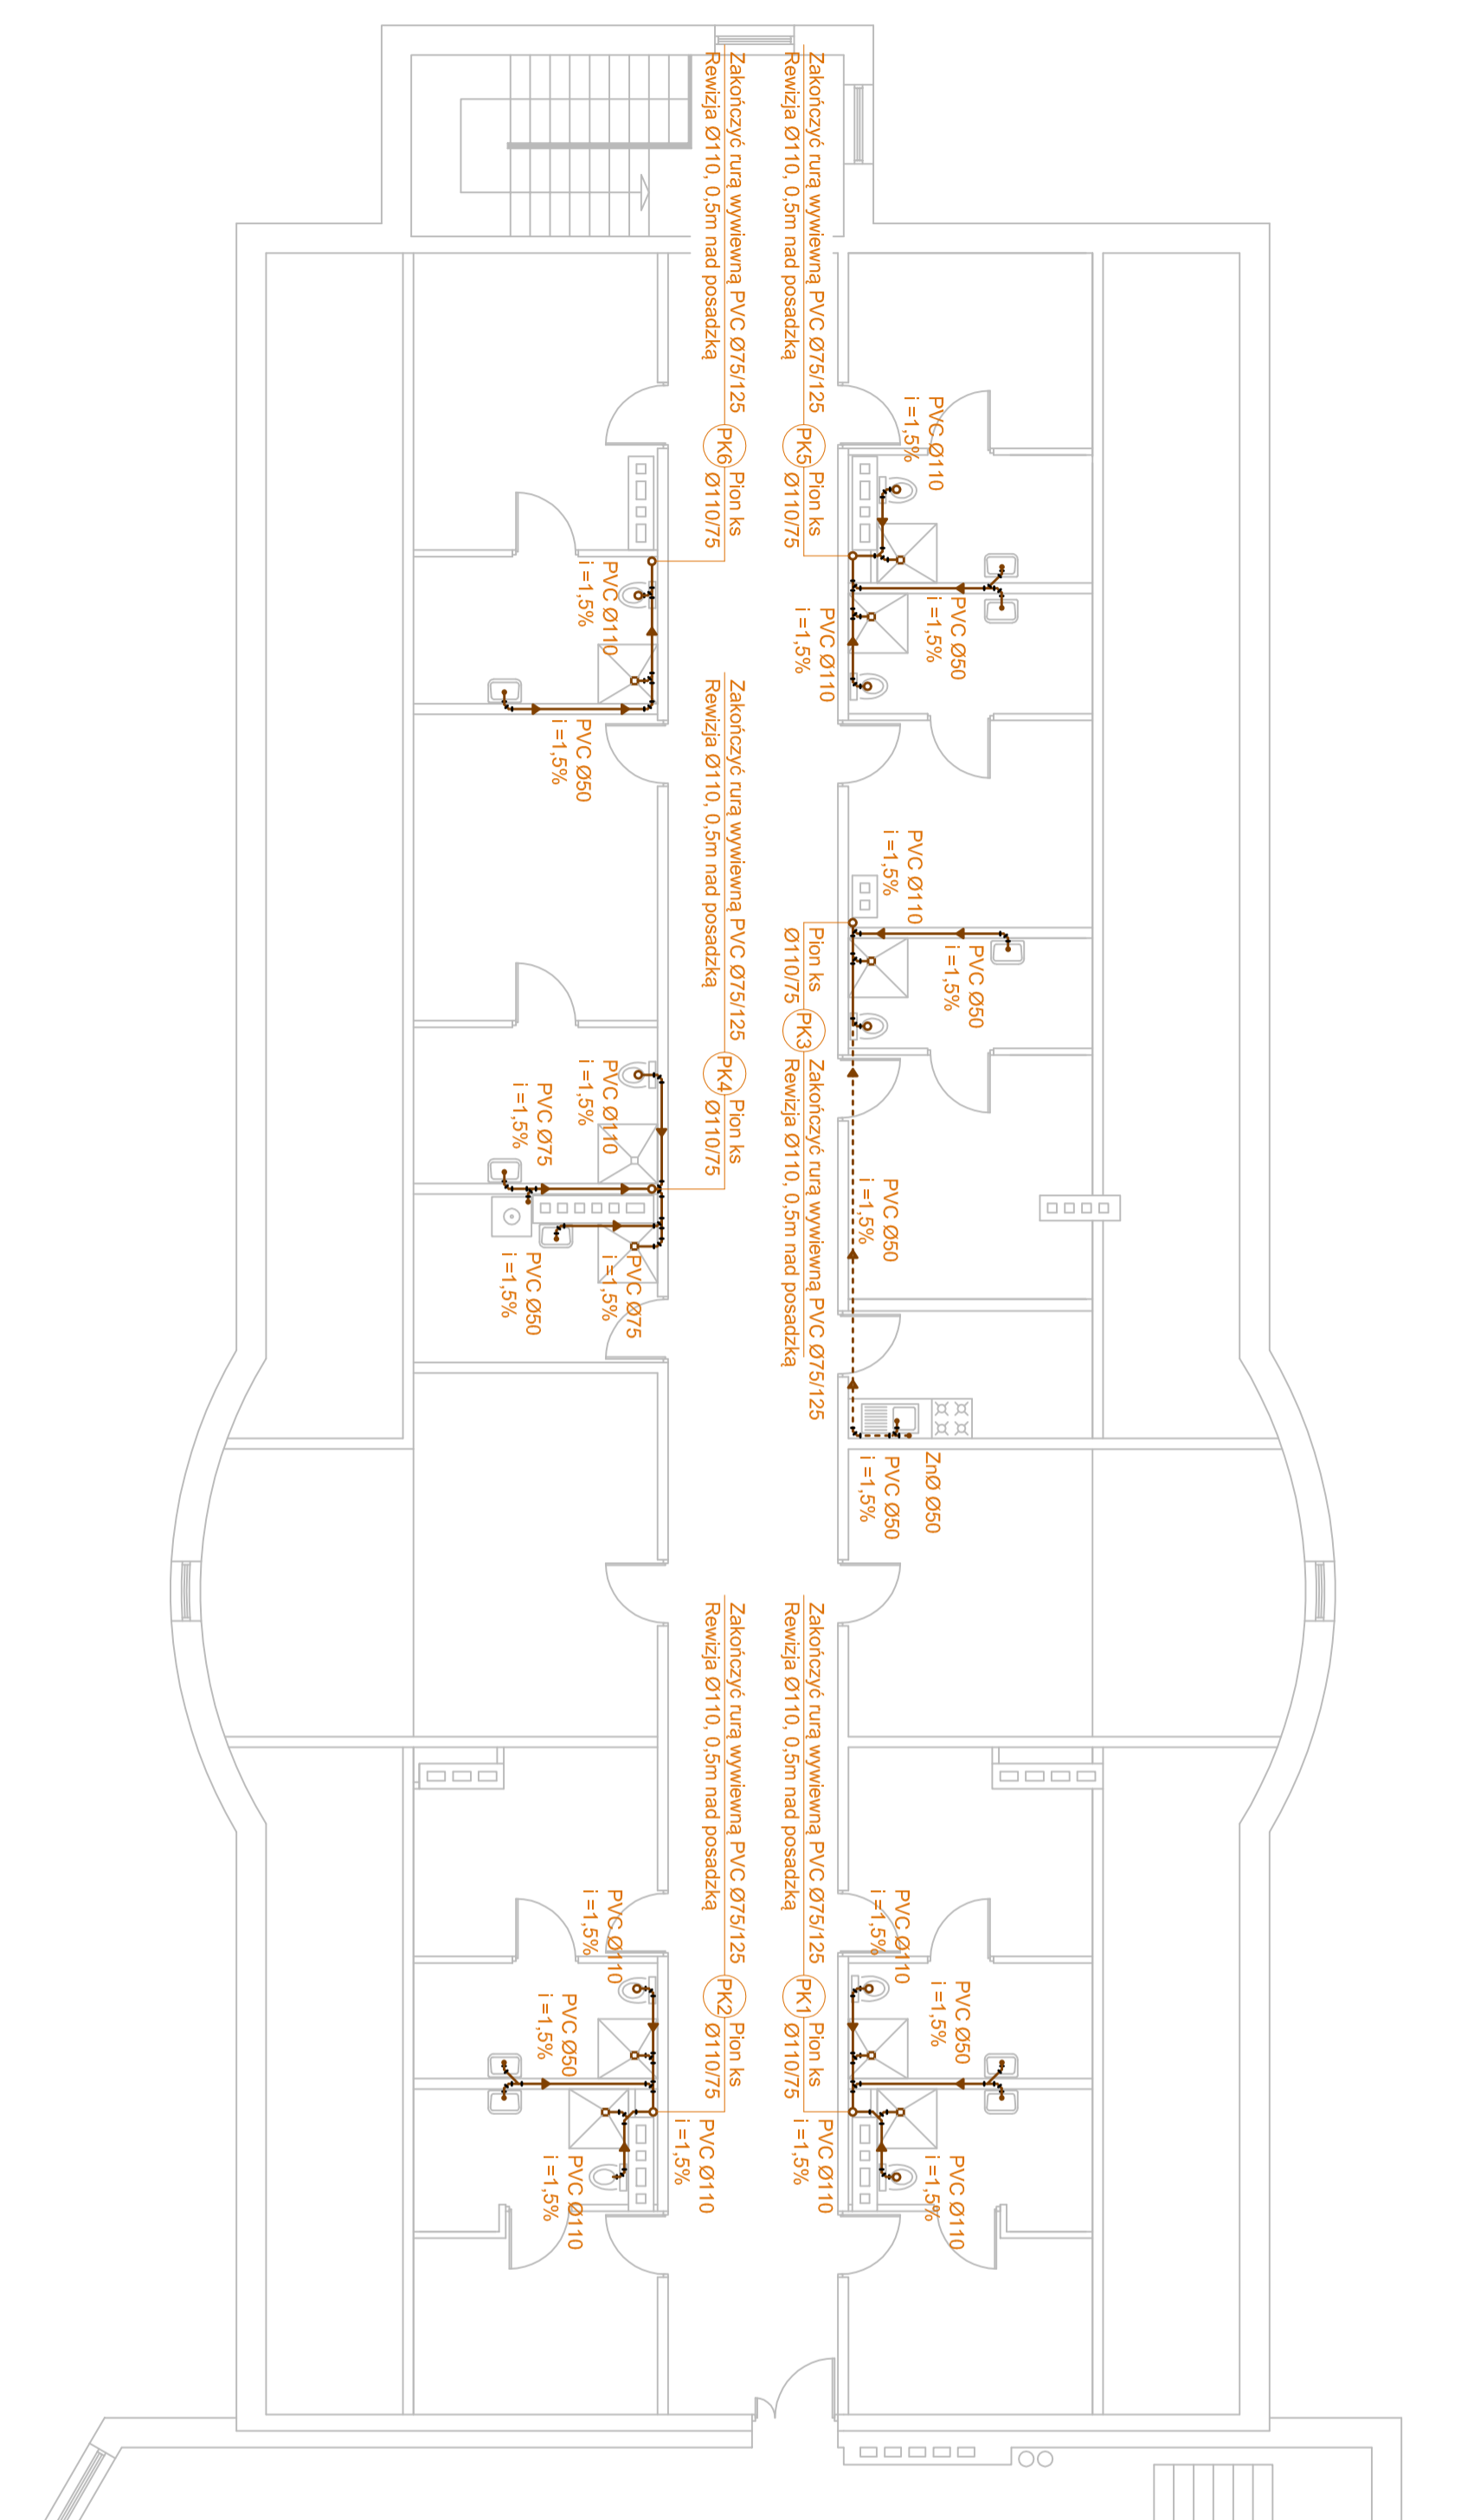 Zakończyć rurą wywiewną PVC Ø75/125
Rewizja Ø110, 0,5m nad posadzką
PK5
Pion ks
Ø110/75
Zakończyć rurą wywiewną PVC Ø75/125
Rewizja Ø110, 0,5m nad posadzką
PK6
Pion ks
Ø110/75
PVC Ø110
i =1,5%
PVC Ø50
i =1,5%
PVC Ø110
i =1,5%
PVC Ø110
i =1,5%
PVC Ø50
i =1,5%
Zakończyć rurą wywiewną PVC Ø75/125
Rewizja Ø110, 0,5m nad posadzką
PK4
Pion ks
Ø110/75
PVC Ø110
i =1,5%
PVC Ø50
i =1,5%
Pion ks
Ø110/75
PK3
Zakończyć rurą wywiewną PVC Ø75/125
Rewizja Ø110, 0,5m nad posadzką
PVC Ø110
i =1,5%
PVC Ø75
i =1,5%
PVC Ø50
i =1,5%
PVC Ø75
i =1,5%
PVC Ø50
i =1,5%
ZnØ Ø50
PVC Ø50
i =1,5%
Zakończyć rurą wywiewną PVC Ø75/125
Rewizja Ø110, 0,5m nad posadzką
PK1
Pion ks
Ø110/75
Zakończyć rurą wywiewną PVC Ø75/125
Rewizja Ø110, 0,5m nad posadzką
PK2
Pion ks
Ø110/75
PVC Ø110
i =1,5%
PVC Ø50
i =1,5%
PVC Ø110
i =1,5%
PVC Ø50
i =1,5%
PVC Ø110
i =1,5%
PVC Ø110
i =1,5%
PVC Ø110
i =1,5%
PVC Ø110
i =1,5%